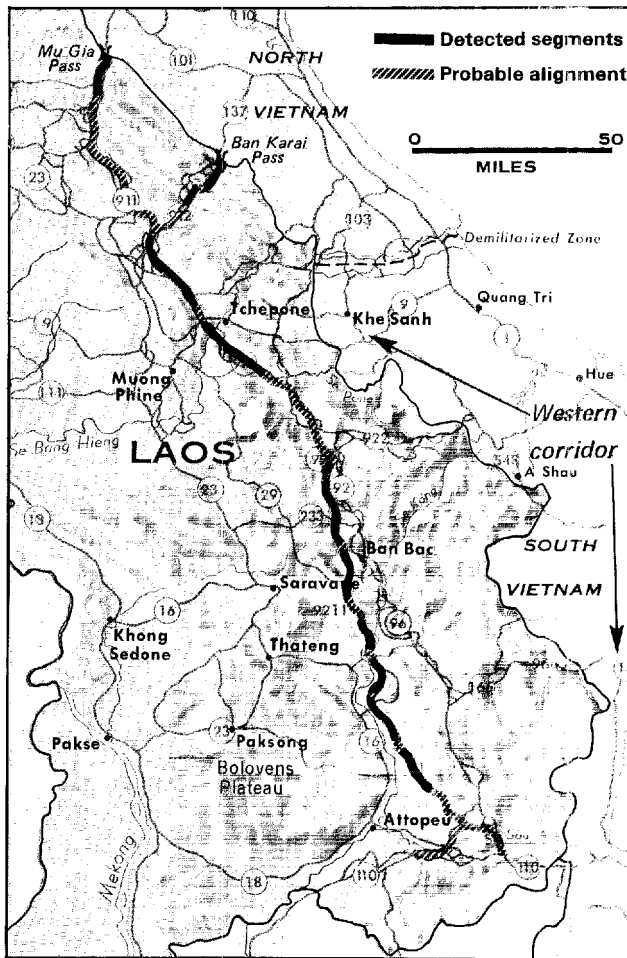 110
Mu Gia
Pass
101
NORTH
Detected segments
Probable alignment
137
VIETNAM
0
50
MILES
Ban Karai
Pass
23
911
912
103
Demilitarized Zone
9
Quang Tri
Tchepone
Khe Sanh
9
1
Muong
Phine
Hue
111
Western
corridor
Se Bang Hieng
LAOS
922
A Shau
23
29
92
13
233
Ban Bac
SOUTH
VIETNAM
Saravane
16
9211
96
Khong
Sedone
Thateng
96
Pakse
23
Paksong
16
Bolovens
Plateau
Attopeu
Mekong
18
110
110